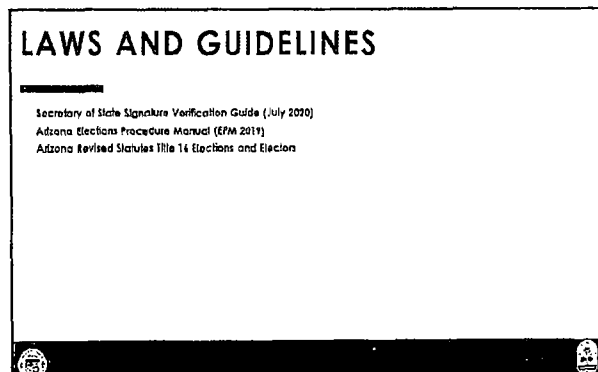 LAWS AND GUIDELINES
Secretary of State Signature Verification Guide (July 2020)
Arizona Elections Procedure Manual (EPM 2019)
Arizona Revised Statutes Title 16 Elections and Electors